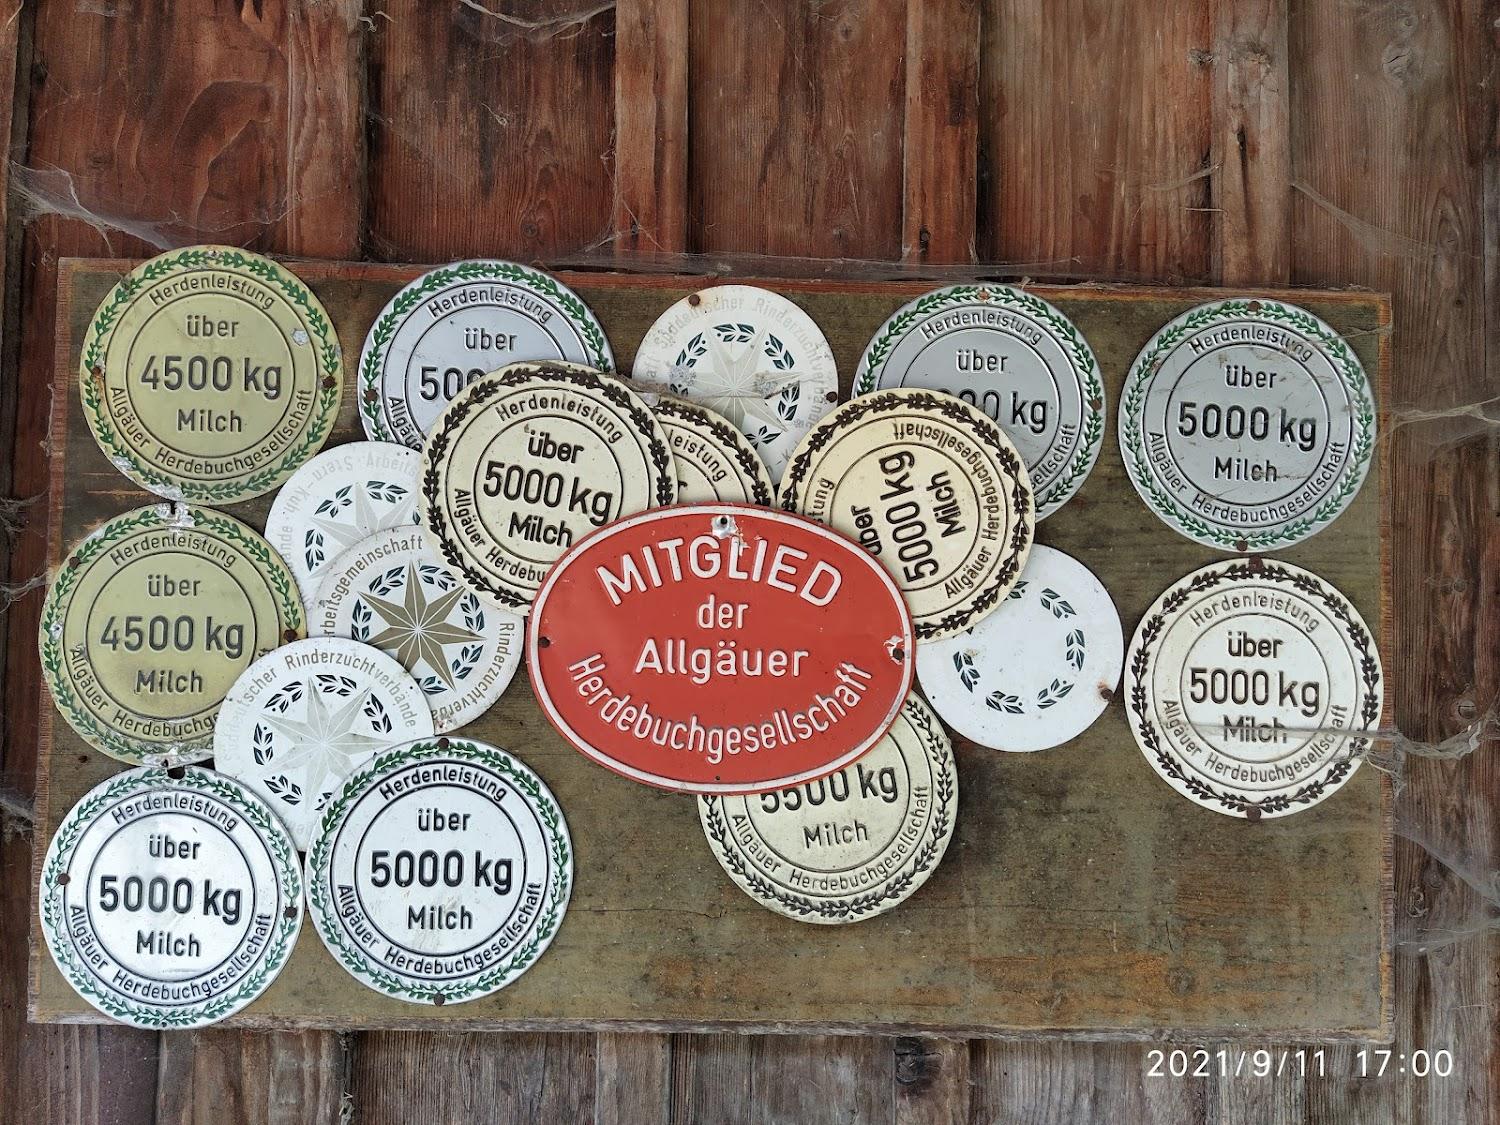 Herdenleistung
über
4500 kg
Milch
Allgäuer Herdebuchgesellschaft
Herdenleistung
über
Allgäuer
Süddeutscher Rinderzuchtverbände
Herdenleistung
über
kg
Herdenleistung
über
5000 kg
Milch
Allgäuer Herdebuchgesellschaft
Herdenleistung
über
5000 kg
Milch
Allgäuer
5000 kg
Milch
Allgäuer Herdebuchgesellschaft
Stern-
Arbeitsgemeinschaft
Herdenleistung
über
4500 kg
Milch
Allgäuer
MITGLIED
der
Allgäuer
Herdebuchgesellschaft
Herdenleistung
über
5000 kg
Milch
Allgäuer Herdebuchgesellschaft
Süddeutscher Rinderzuchtverbände
5500 kg
Milch
Allgäuer Herdebuchgesellschaft
Herdenleistung
über
5000 kg
Milch
Allgäuer Herdebuchgesellschaft
Herdenleistung
über
5000 kg
Milch
Allgäuer Herdebuchgesellschaft
2021/9/11 17:00